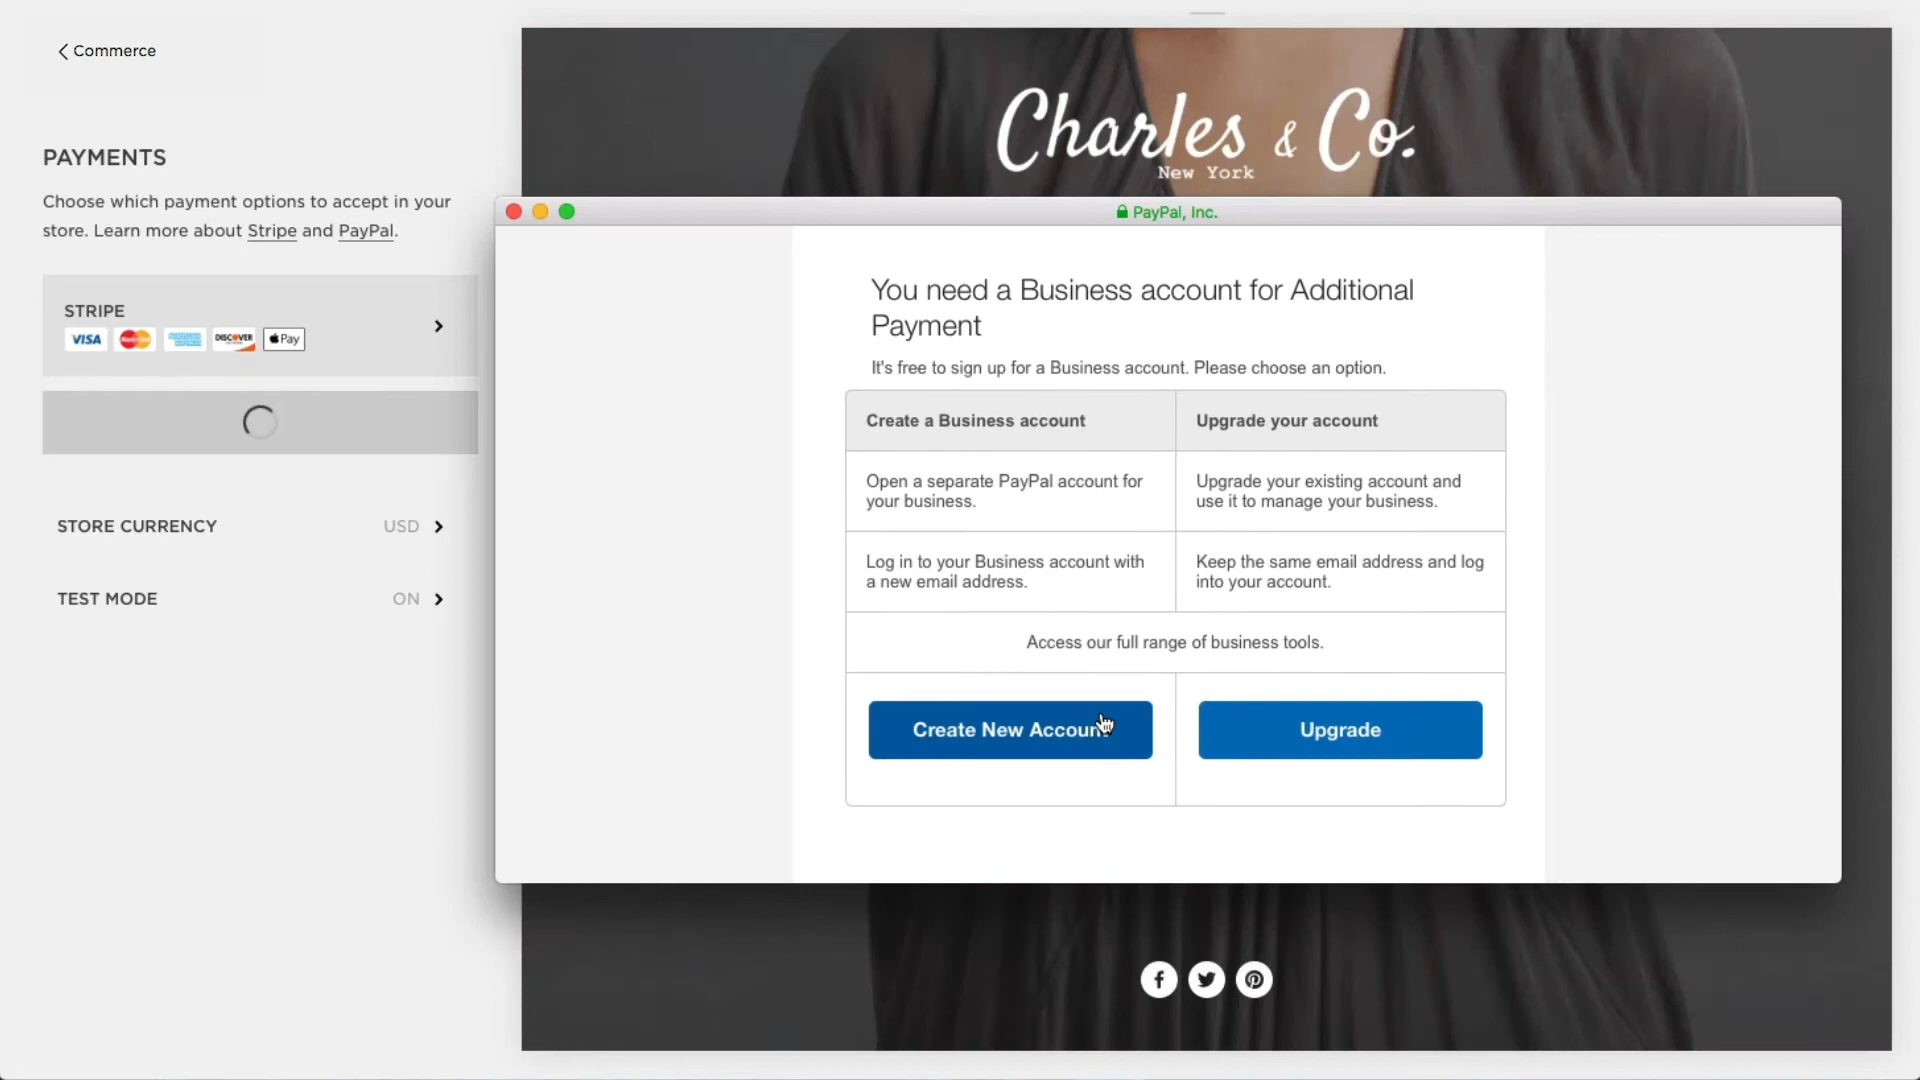 Commerce
PAYMENTS
Choose which payment options to accept in your
store. Learn more about Stripe and PayPal.
STRIPE
VISA
MasterCard
DISCOVER
Pay
STORE CURRENCY USD
TEST MODE ON
Charles & Co.
New York
PayPal, Inc.
You need a Business account for Additional
Payment
It's free to sign up for a Business account. Please choose an option.
Create a Business account
Upgrade your account
Open a separate PayPal account for
your business.
Upgrade your existing account and
use it to manage your business.
Log in to your Business account with
a new email address.
Keep the same email address and log
into your account.
Access our full range of business tools.
Create New Account
Upgrade